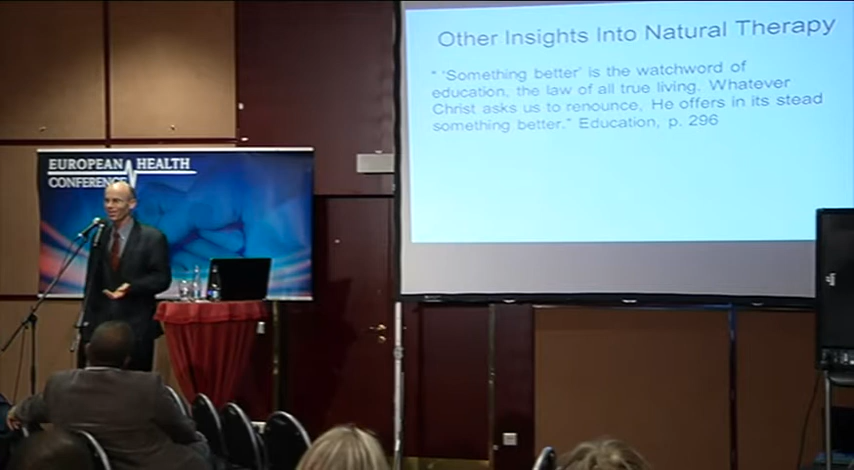 Other Insights Into Natural Therapy
" 'Something better' is the watchword of
education, the law of all true living. Whatever
Christ asks us to renounce, He offers in its stead
something better." Education, p. 296
EUROPEAN HEALTH
CONFERENCE